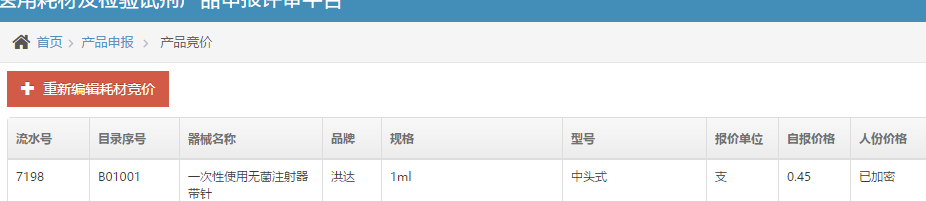 医用耗材及检验试剂产品申报评审平台
首页 > 产品申报 > 产品竞价
重新编辑耗材竞价
流水号 目录序号 器械名称 品牌 规格 型号 报价单位 自报价格 人份价格
7198 B01001 一次性使用无菌注射器 洪达 1ml 中头式 支 0.45 已加密
带针